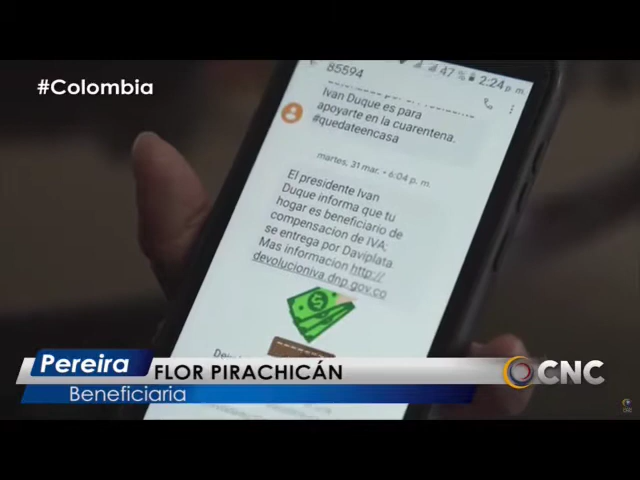 #Colombia
47 % 2:24 p. m.
85594
Ivan Duque es para
apoyarte en la cuarentena.
#quedateencasa
martes, 31 mar. • 6:04 p. m.
El presidente Ivan
Duque informa que tu
hogar es beneficiario de
compensacion de IVA;
se entrega por Daviplata.
Mas informacion http://
devolucioniva.dnp.gov.co
Pereira
FLOR PIRACHICÁN
CNC
Beneficiaria